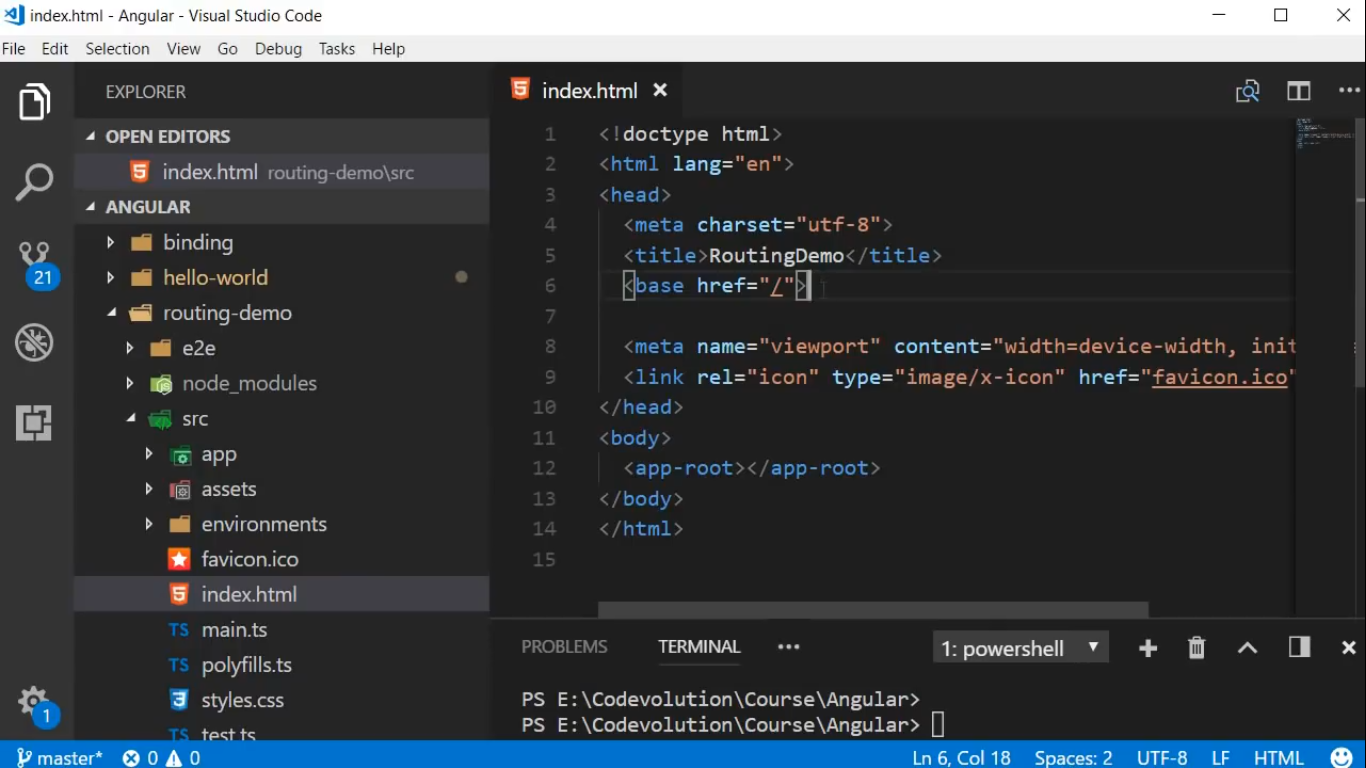 index.html - Angular - Visual Studio Code
File Edit Selection View Go Debug Tasks Help
EXPLORER
OPEN EDITORS
index.html routing-demo\src
ANGULAR
binding
hello-world
routing-demo
e2e
node_modules
src
app
assets
environments
favicon.ico
index.html
TS main.ts
TS polyfills.ts
styles.css
TS test.ts
21
1
index.html
1 <!doctype html>
2 <html lang="en">
3 <head>
4 <meta charset="utf-8">
5 <title>RoutingDemo</title>
6 <base href="/">
7
8 <meta name="viewport" content="width=device-width, init
9 <link rel="icon" type="image/x-icon" href="favicon.ico"
10 </head>
11 <body>
12 <app-root></app-root>
13 </body>
14 </html>
15
PROBLEMS TERMINAL ••• 1: powershell
PS E:\Codevolution\Course\Angular>
PS E:\Codevolution\Course\Angular>
master* 0 0 Ln 6, Col 18 Spaces: 2 UTF-8 LF HTML